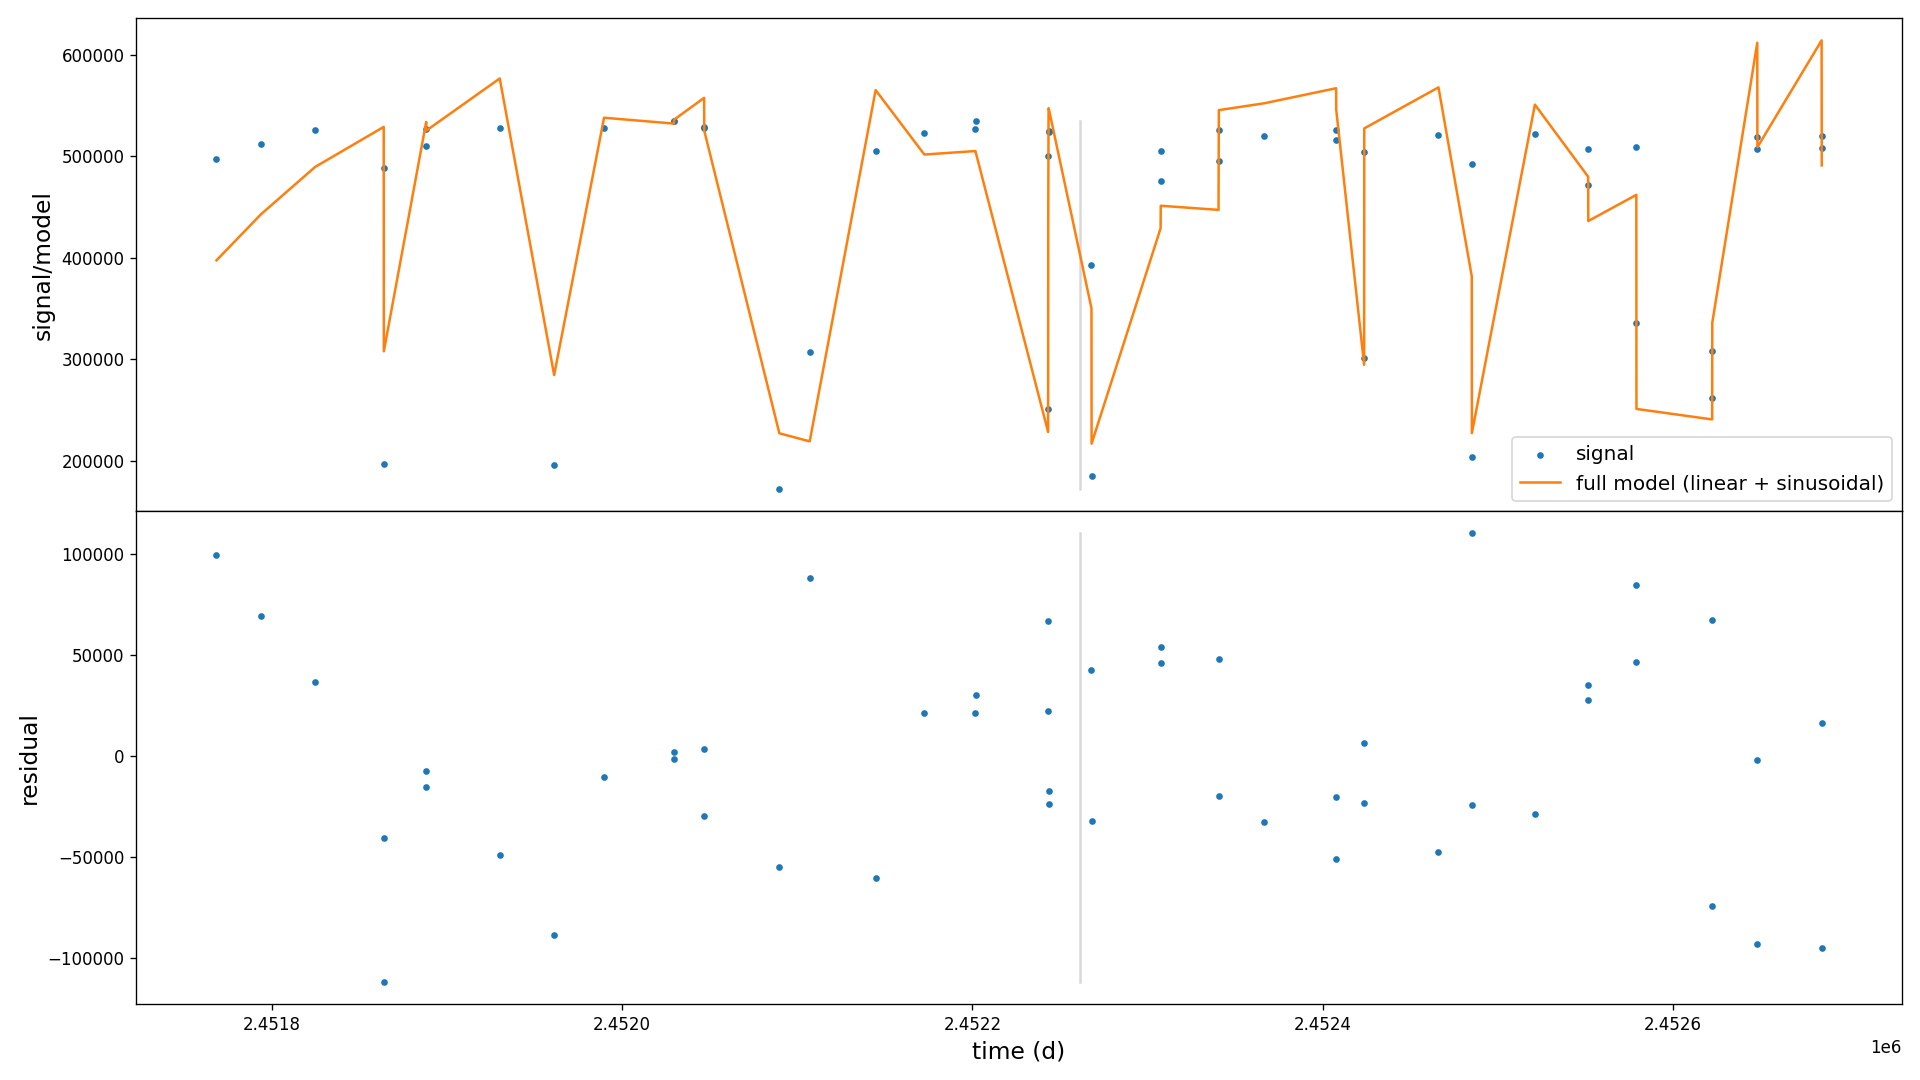 600000
500000
400000
300000
200000
signal/model
signal
full model (linear + sinusoidal)
100000
50000
0
−50000
−100000
residual
2.4518 2.4520 2.4522 2.4524 2.4526
1e6
time (d)